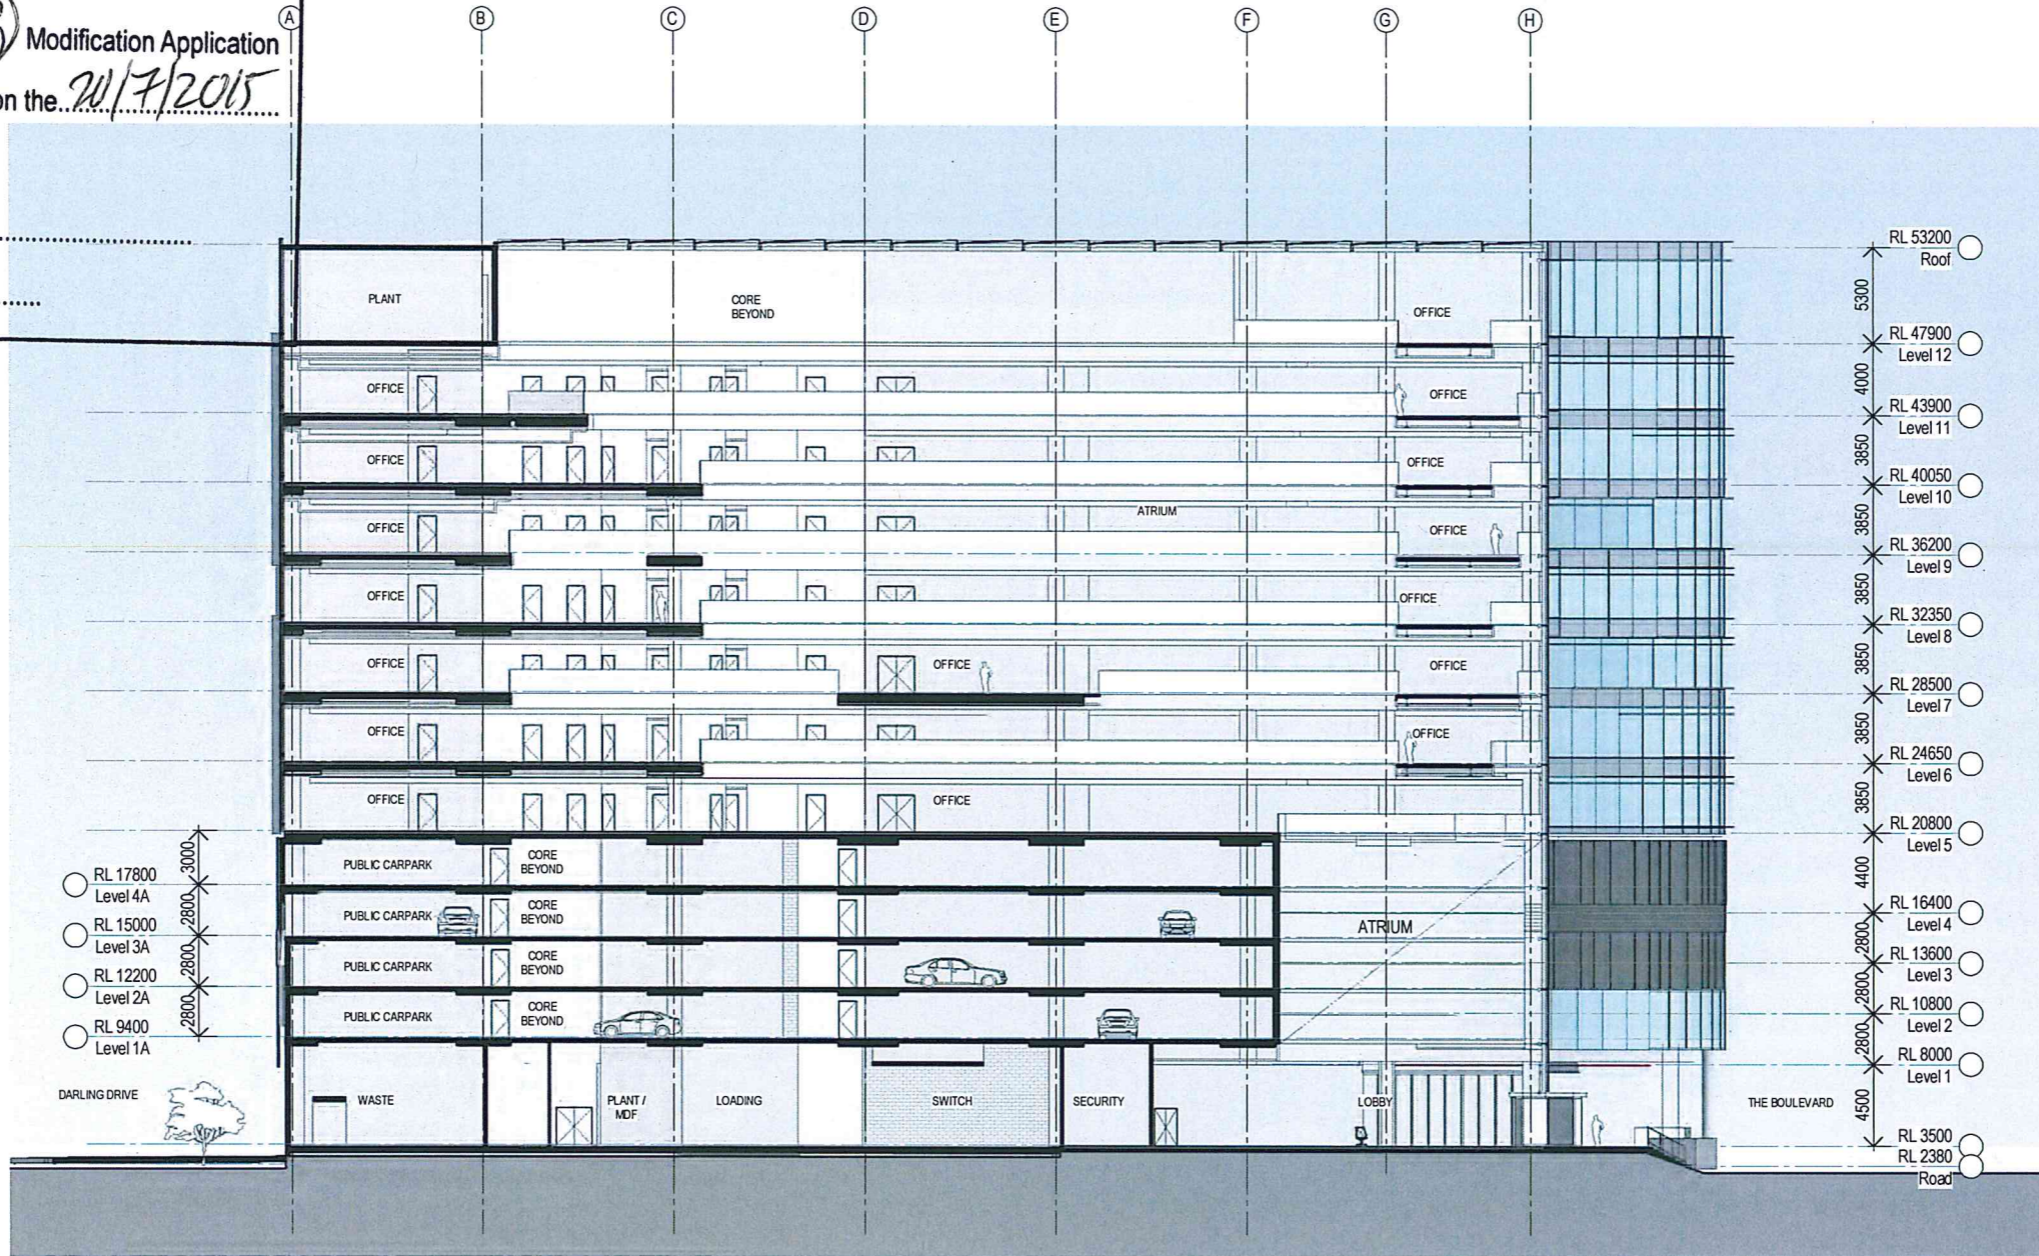 A
B
C
D
E
F
G
H
Modification Application
on the
20/7/2015
RL 53200
Roof
5300
PLANT
CORE
BEYOND
OFFICE
RL 47900
Level 12
4000
OFFICE
OFFICE
RL 43900
Level 11
3850
OFFICE
OFFICE
RL 40050
Level 10
3850
OFFICE
ATRIUM
OFFICE
RL 36200
Level 9
3850
OFFICE
OFFICE
RL 32350
Level 8
3850
OFFICE
OFFICE
OFFICE
RL 28500
Level 7
3850
OFFICE
OFFICE
RL 24650
Level 6
3850
OFFICE
OFFICE
RL 20800
Level 5
3000
PUBLIC CARPARK
CORE
BEYOND
4400
RL 17800
Level 4A
2800
PUBLIC CARPARK
CORE
BEYOND
ATRIUM
RL 16400
Level 4
2800
RL 15000
Level 3A
2800
PUBLIC CARPARK
CORE
BEYOND
RL 13600
Level 3
2800
RL 12200
Level 2A
2800
PUBLIC CARPARK
CORE
BEYOND
RL 10800
Level 2
2800
RL 9400
Level 1A
RL 8000
Level 1
4500
DARLING DRIVE
WASTE
PLANT /
MDF
LOADING
SWITCH
SECURITY
LOBBY
THE BOULEVARD
RL 3500
RL 2380
Road